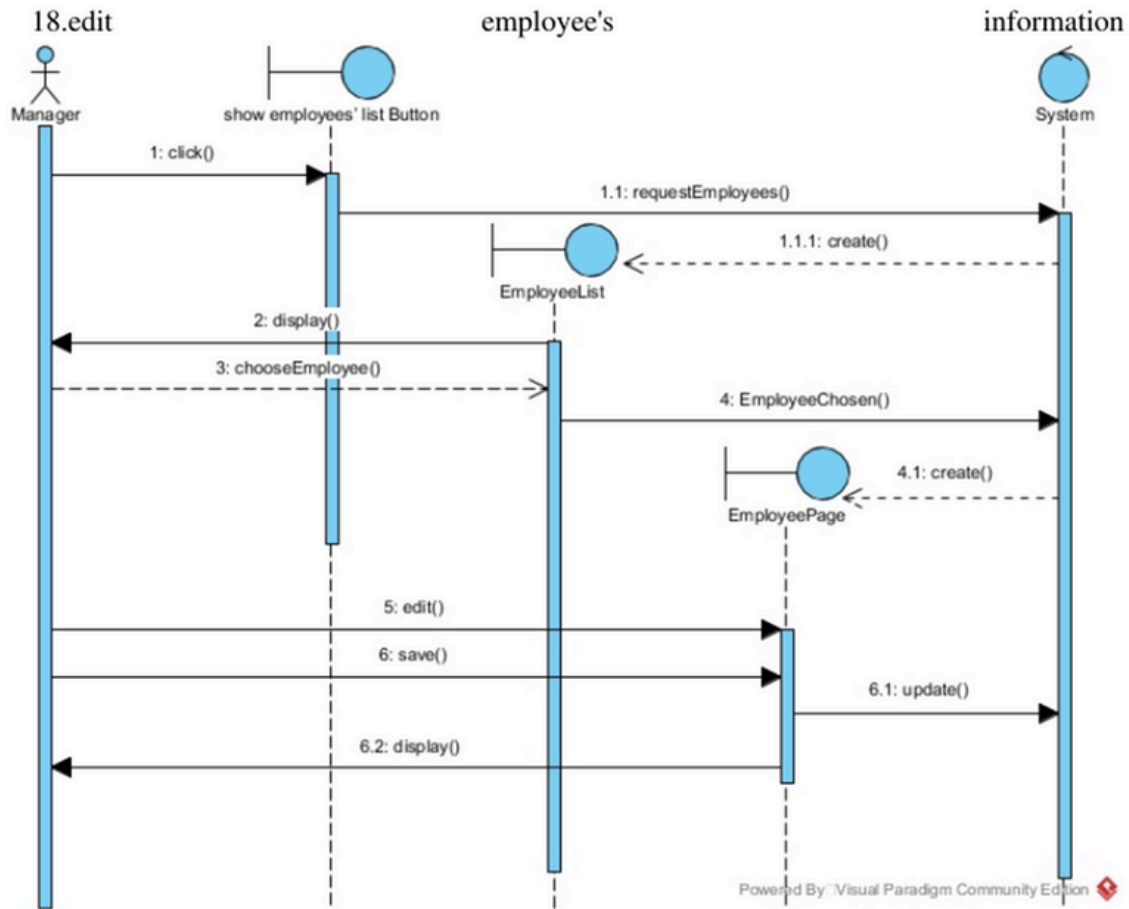 18.edit employee's information
Manager
show employees' list Button
System
1: click()
1.1: requestEmployees()
1.1.1: create()
EmployeeList
2: display()
3: chooseEmployee()
4: EmployeeChosen()
4.1: create()
EmployeePage
5: edit()
6: save()
6.1: update()
6.2: display()
Powered By Visual Paradigm Community Edition